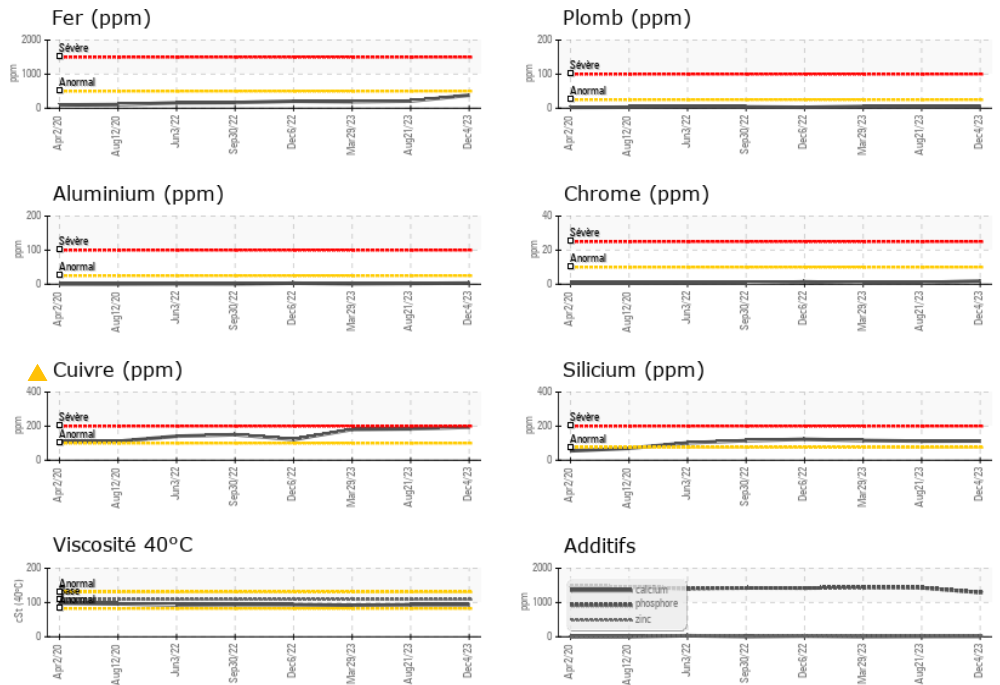 Fer (ppm)
2000
1000
0
ppm
Sévère
Anormal
Apr2/20
Aug12/20
Jun3/22
Sep30/22
Dec6/22
Mar29/23
Aug21/23
Dec4/23
Plomb (ppm)
200
100
0
ppm
Sévère
Anormal
Apr2/20
Aug12/20
Jun3/22
Sep30/22
Dec6/22
Mar29/23
Aug21/23
Dec4/23
Aluminium (ppm)
200
100
0
ppm
Sévère
Anormal
Apr2/20
Aug12/20
Jun3/22
Sep30/22
Dec6/22
Mar29/23
Aug21/23
Dec4/23
Chrome (ppm)
40
20
0
ppm
Sévère
Anormal
Apr2/20
Aug12/20
Jun3/22
Sep30/22
Dec6/22
Mar29/23
Aug21/23
Dec4/23
Cuivre (ppm)
400
200
0
ppm
Sévère
Anormal
Apr2/20
Aug12/20
Jun3/22
Sep30/22
Dec6/22
Mar29/23
Aug21/23
Dec4/23
Silicium (ppm)
400
200
0
ppm
Sévère
Anormal
Apr2/20
Aug12/20
Jun3/22
Sep30/22
Dec6/22
Mar29/23
Aug21/23
Dec4/23
Viscosité 40°C
200
100
0
cSt (40°C)
Anormal
Base
Anormal
Apr2/20
Aug12/20
Jun3/22
Sep30/22
Dec6/22
Mar29/23
Aug21/23
Dec4/23
Additifs
2000
1000
0
ppm
calcium
phosphore
zinc
Apr2/20
Aug12/20
Jun3/22
Sep30/22
Dec6/22
Mar29/23
Aug21/23
Dec4/23